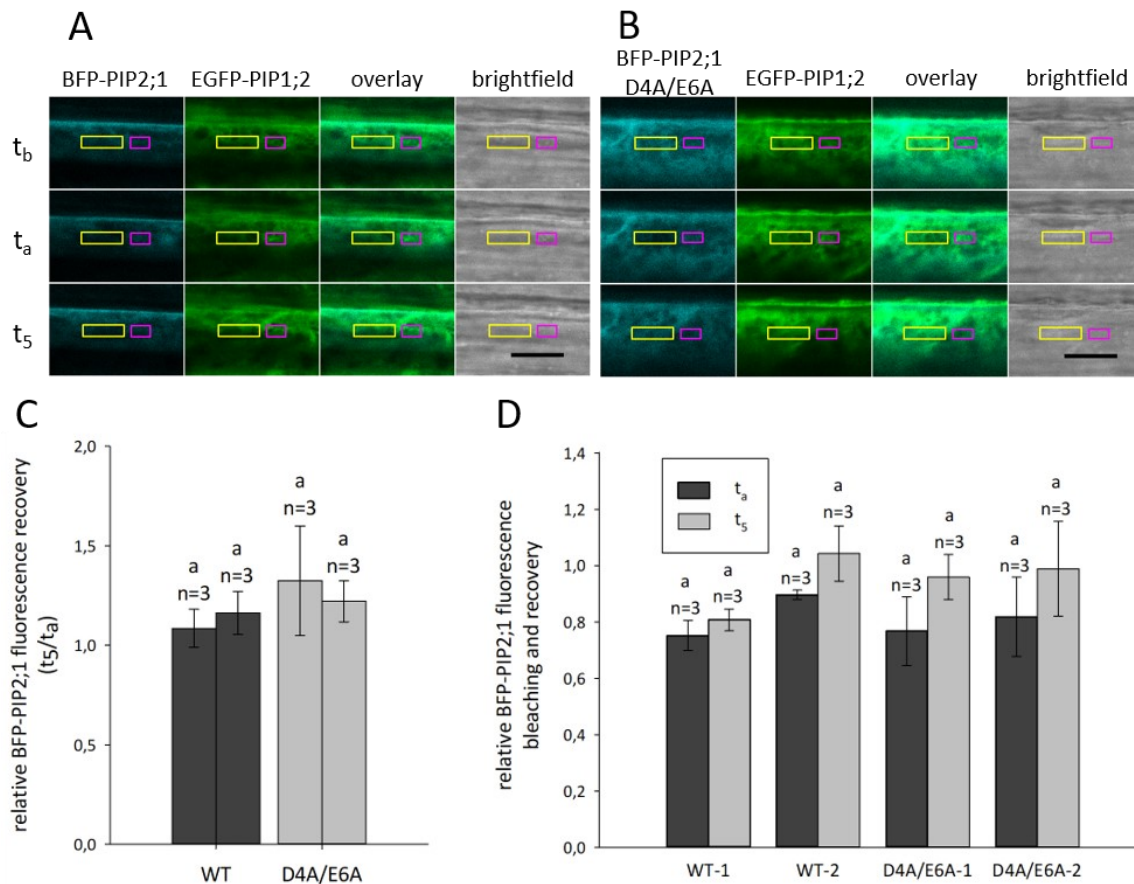 A
BFP-PIP2;1 EGFP-PIP1;2 overlay brightfield
tb
ta
t5
B
BFP-PIP2;1
D4A/E6A
EGFP-PIP1;2 overlay brightfield
C
relative BFP-PIP2;1 fluorescence recovery
(t5/ta)
2,0
1,5
1,0
0,5
0,0
a
n=3
a
n=3
a
n=3
a
n=3
WT D4A/E6A
D
relative BFP-PIP2;1 fluorescence
bleaching and recovery
1,4
1,2
1,0
0,8
0,6
0,4
0,2
0,0
ta
t5
a
n=3
a
n=3
a
n=3
a
n=3
a
n=3
a
n=3
a
n=3
a
n=3
WT-1 WT-2 D4A/E6A-1 D4A/E6A-2